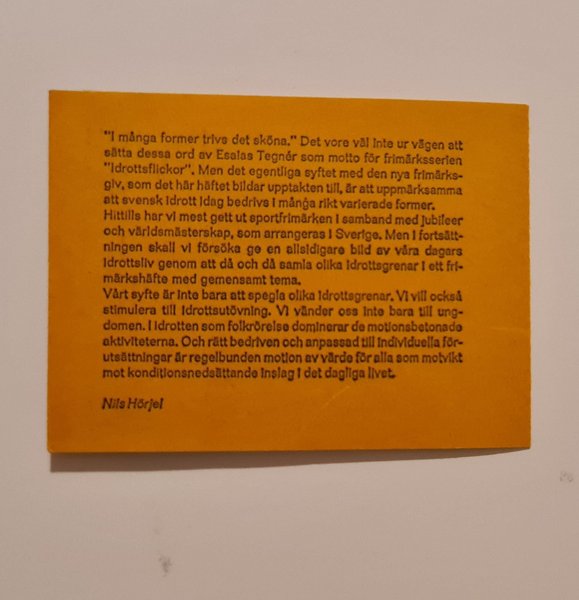 "I många former trivs det sköna." Det vore väl inte ur vägen att
sätta dessa ord av Esaias Tegnér som motto för frimärksserien
"Idrottsflickor". Men det egentliga syftet med den nya frimärks-
giv, som det här häftet bildar upptakten till, är att uppmärksamma
att svensk idrott idag bedrivs i många rikt varierade former.
Hittills har vi mest gett ut sportfrimärken i samband med jubileer
och världsmästerskap, som arrangeras i Sverige. Men i fortsätt-
ningen skall vi försöka ge en allsidigare bild av våra dagars
idrottsliv genom att då och då samla olika idrottsgrenar i ett fri-
märkshäfte med gemensamt tema.
Vårt syfte är inte bara att spegla olika idrottsgrenar. Vi vill också
stimulera till idrottsutövning. Vi vänder oss inte bara till ung-
domen. I idrotten som folkrörelse dominerar de motionsbetonade
aktiviteterna. Och rätt bedriven och anpassad till individuella för-
utsättningar är regelbunden motion av värde för alla som motvikt
mot konditionsnedsättande inslag i det dagliga livet.
Nils Hörjel